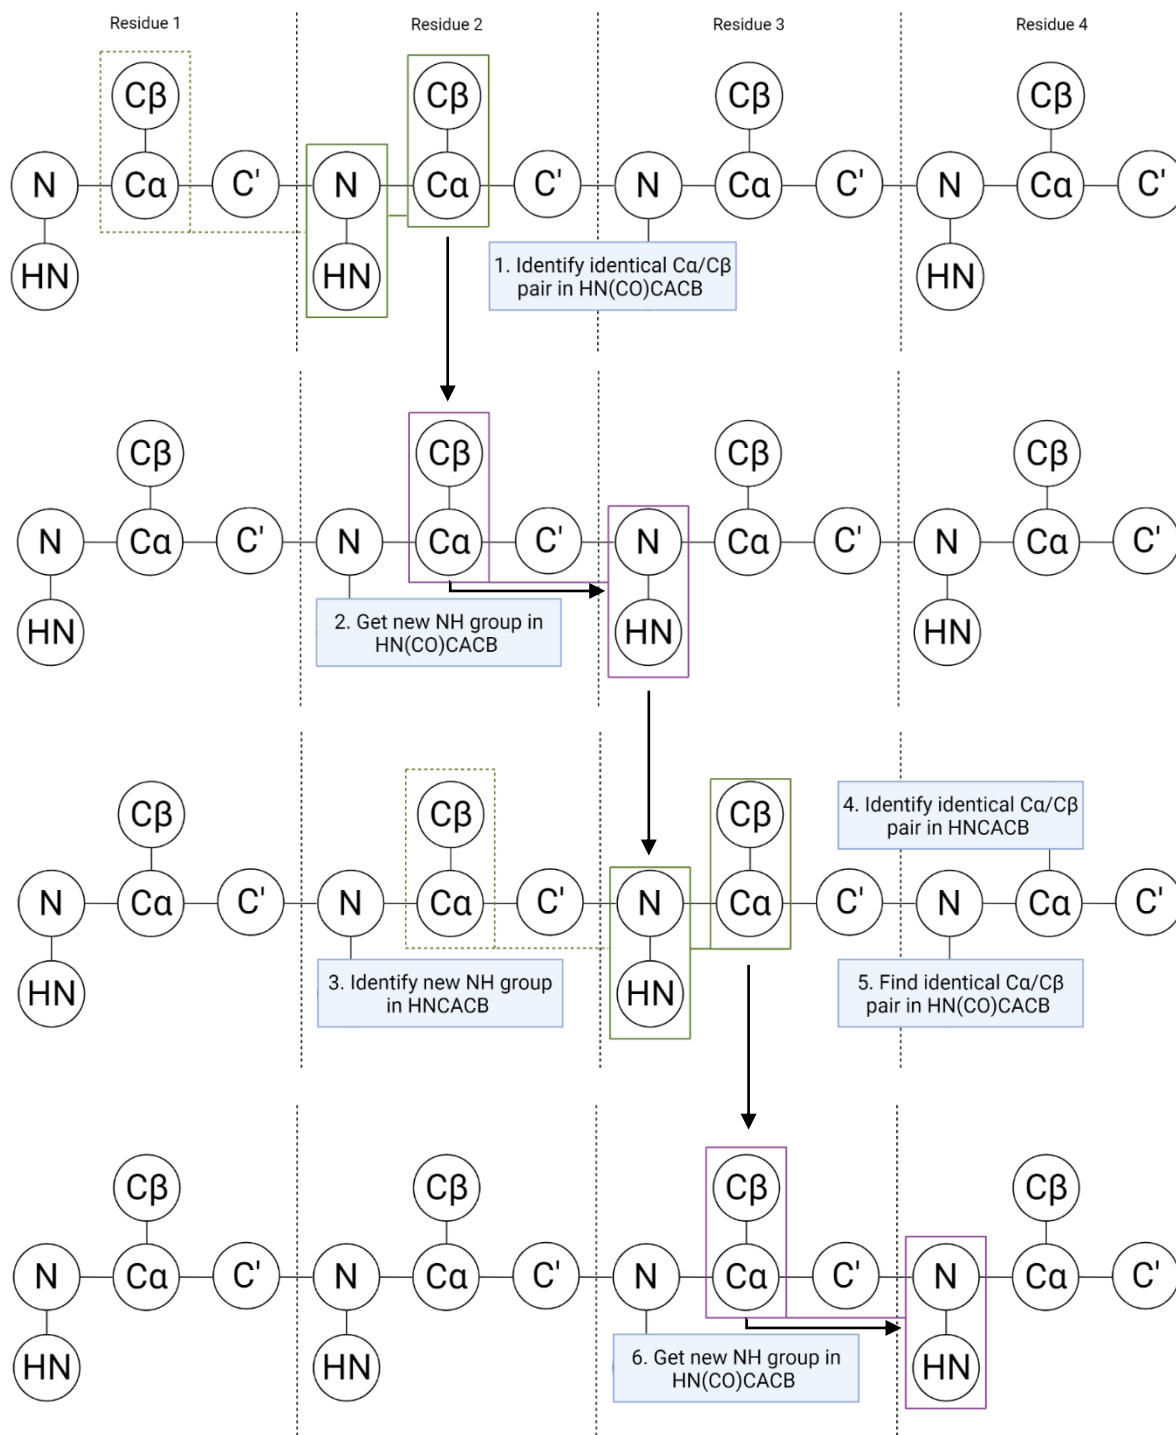 Residue 1
Residue 2
Residue 3
Residue 4
Cβ
Cβ
Cβ
Cβ
N
Cα
C'
N
Cα
C'
N
Cα
C'
N
Cα
C'
HN
HN
HN
1. Identify identical Cα/Cβ
pair in HN(CO)CACB
Cβ
Cβ
Cβ
Cβ
N
Cα
C'
N
Cα
C'
N
Cα
C'
N
Cα
C'
HN
HN
HN
2. Get new NH group in
HN(CO)CACB
Cβ
Cβ
Cβ
4. Identify identical Cα/Cβ
pair in HNCACB
N
Cα
C'
N
Cα
C'
N
Cα
C'
N
Cα
C'
HN
3. Identify new NH group
in HNCACB
HN
5. Find identical Cα/Cβ
pair in HN(CO)CACB
Cβ
Cβ
Cβ
Cβ
N
Cα
C'
N
Cα
C'
N
Cα
C'
N
Cα
C'
HN
HN
6. Get new NH group in
HN(CO)CACB
HN